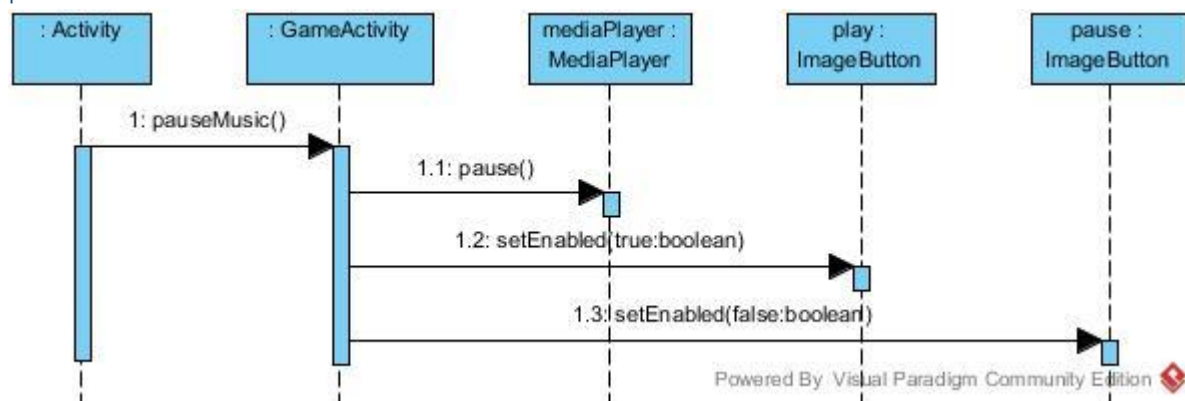 : Activity
: GameActivity
mediaPlayer :
MediaPlayer
play :
ImageButton
pause :
ImageButton
1: pauseMusic()
1.1: pause()
1.2: setEnabled(true:boolean)
1.3: setEnabled(false:boolean)
Powered By Visual Paradigm Community Edition